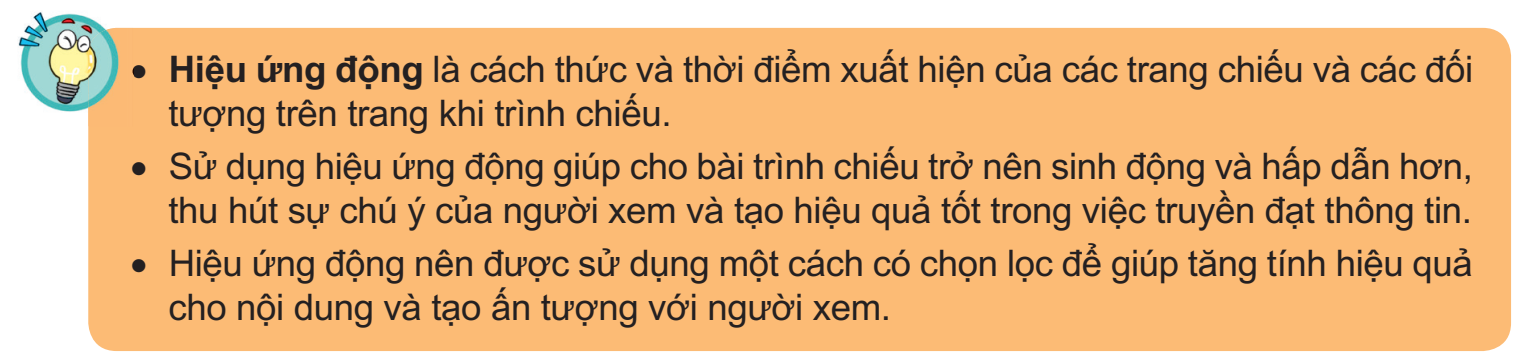 • Hiệu ứng động là cách thức và thời điểm xuất hiện của các trang chiếu và các đối
tượng trên trang khi trình chiếu.
• Sử dụng hiệu ứng động giúp cho bài trình chiếu trở nên sinh động và hấp dẫn hơn,
thu hút sự chú ý của người xem và tạo hiệu quả tốt trong việc truyền đạt thông tin.
• Hiệu ứng động nên được sử dụng một cách có chọn lọc để giúp tăng tính hiệu quả
cho nội dung và tạo ấn tượng với người xem.